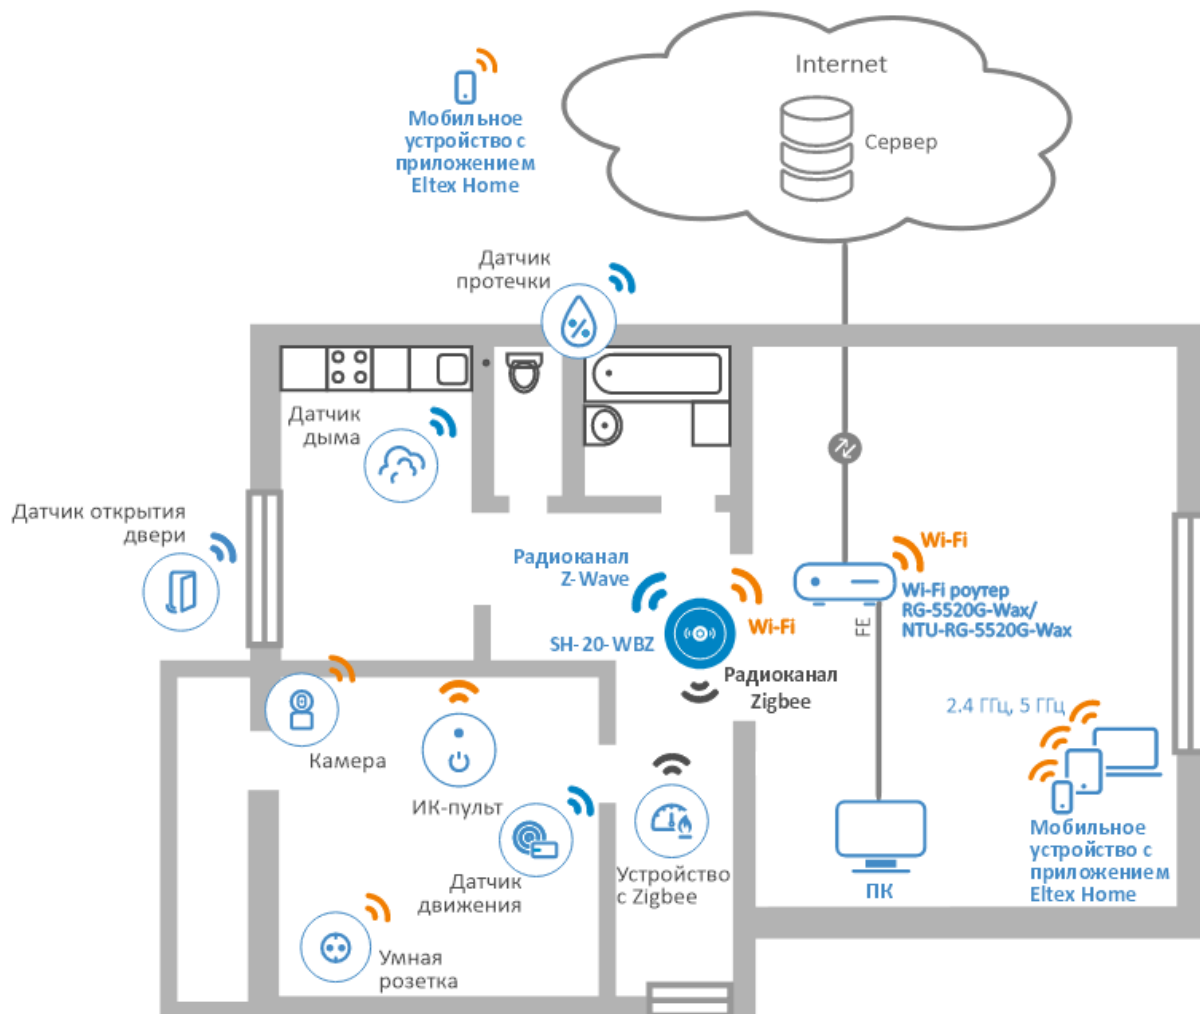 Internet
Сервер
Мобильное
устройство с
приложением
Eltex Home
Датчик
протечки
Датчик
дыма
Датчик открытия
двери
Радиоканал
Z-Wave
Wi-Fi
SH-20-WBZ
Радиоканал
Zigbee
Wi-Fi
Wi-Fi роутер
RG-5520G-Wax/
NTU-RG-5520G-Wax
FE
2.4 ГГц, 5 ГГц
Камера
ИК-пульт
Датчик
движения
Устройство
с Zigbee
Умная
розетка
ПК
Мобильное
устройство с
приложением
Eltex Home